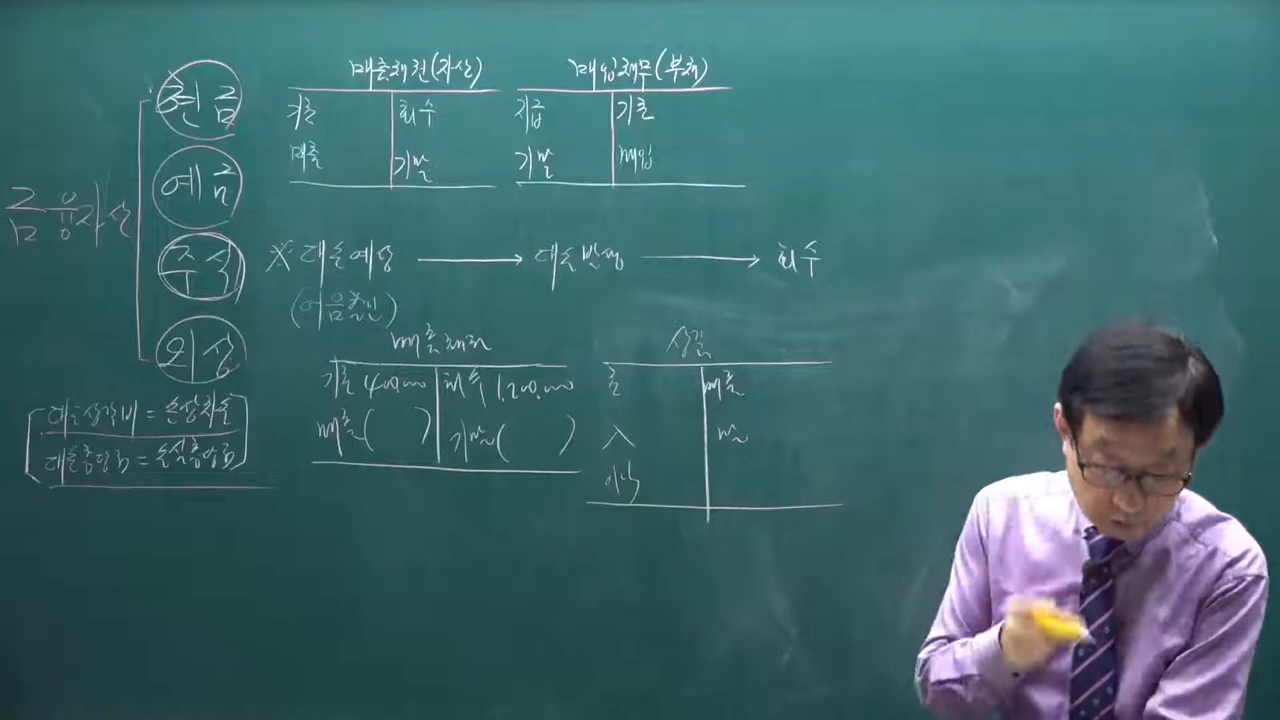 현금
예금
주식
외상
금융자산
매출채권(자산)
기초 회수
매출 기말
매입채무(부채)
지급 기초
기말 매입
※ 대손예상 → 대손발생 → 회수
(어음할인)
매출채권
기초 400,000 회수 1,200,000
매출( ) 기말( )
상품
초 매출
入 말
이익
대손상각비 = 손상차손
대손충당금 = 손실충당금